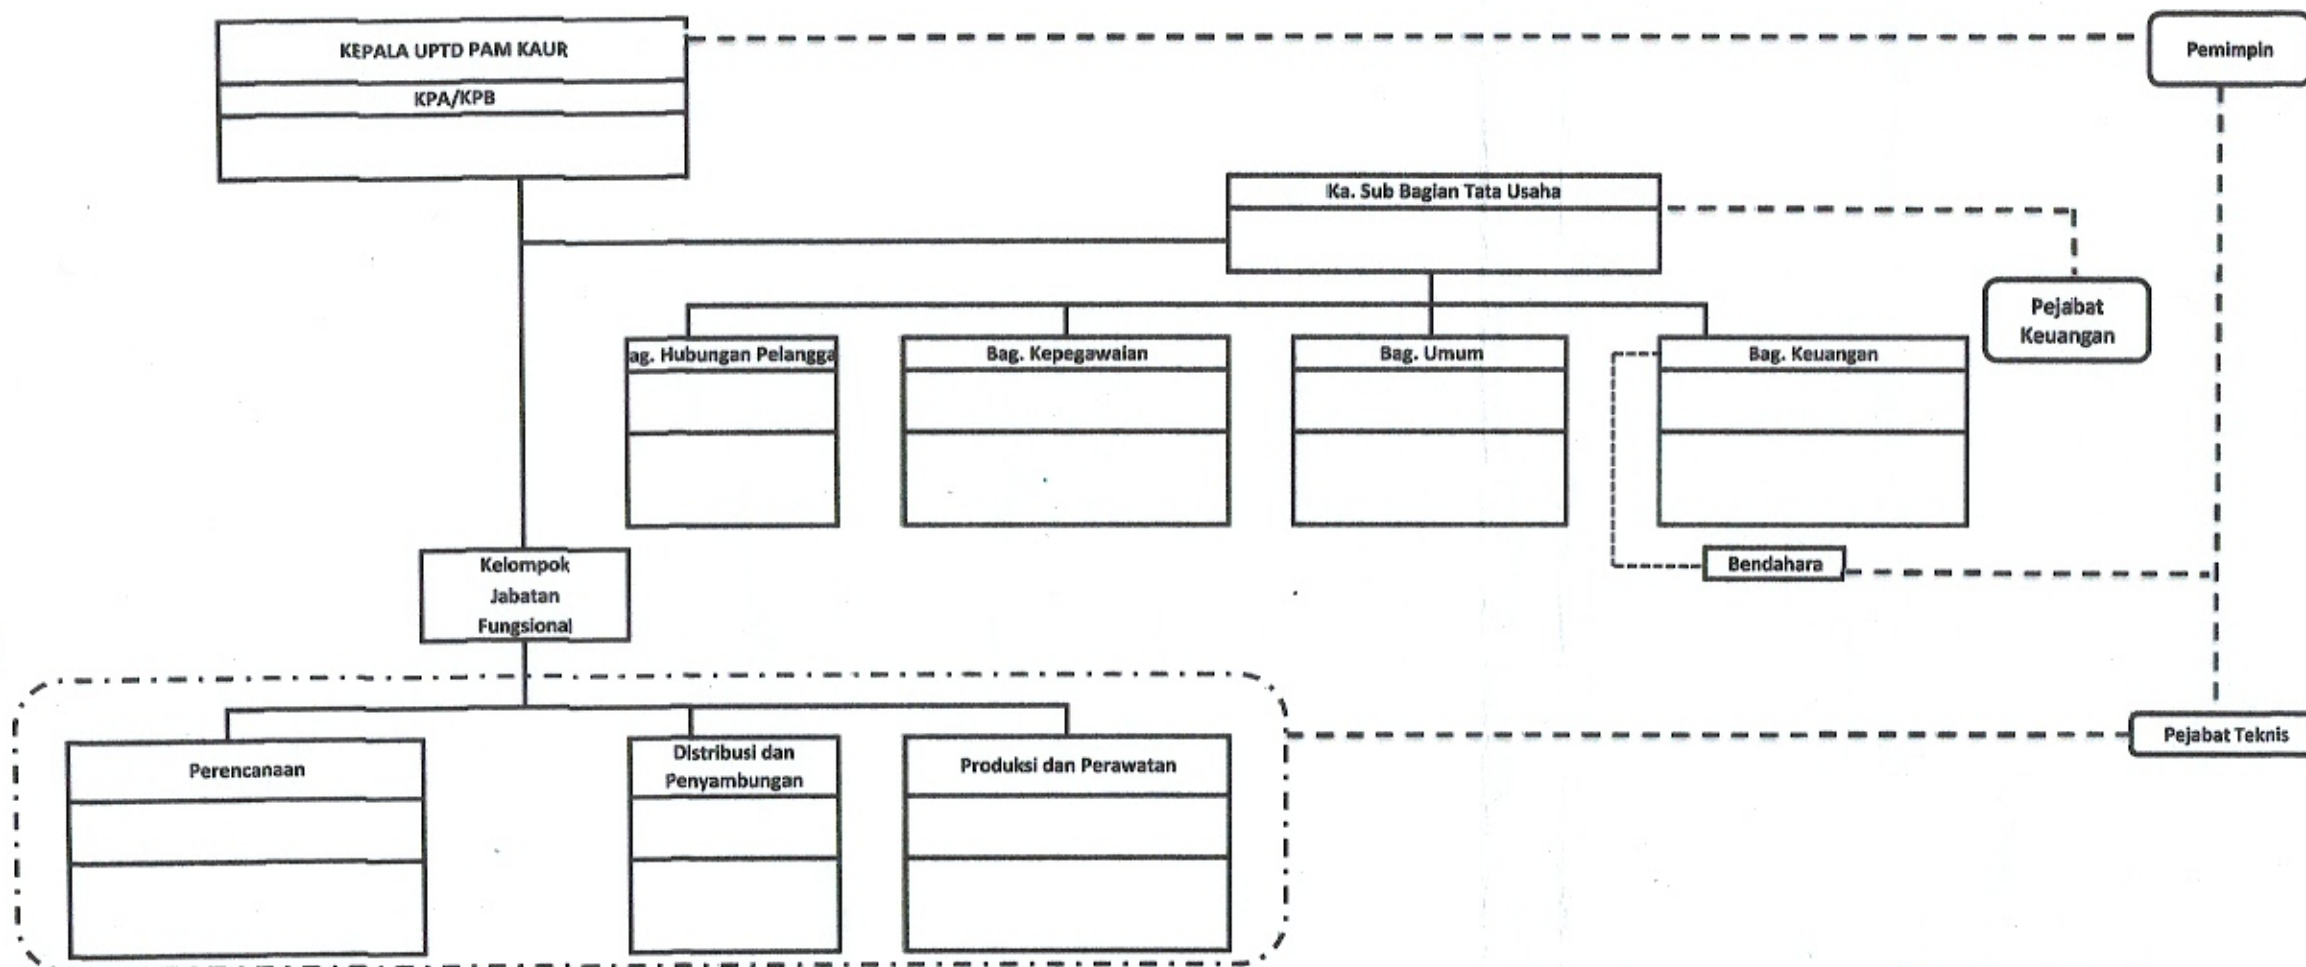 KEPALA UPTD PAM KAUR
Pemimpin
KPA/KPB
Ka. Sub Bagian Tata Usaha
Pejabat
Keuangan
ag. Hubungan Pelangga
Bag. Kepegawaian
Bag. Umum
Bag. Keuangan
Bendahara
Kelompok
Jabatan
Fungsional
Perencanaan
Distribusi dan
Penyambungan
Produksi dan Perawatan
Pejabat Teknis